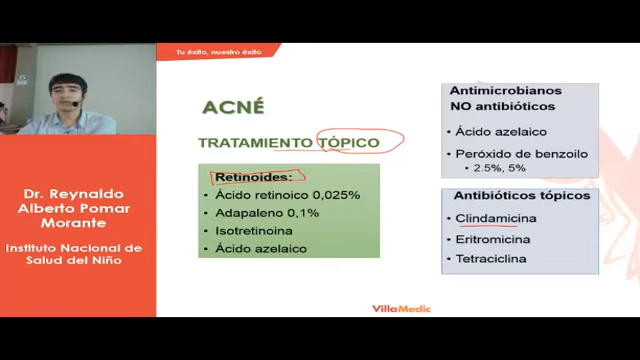 Tu éxito, nuestro éxito
ACNÉ
TRATAMIENTO TÓPICO
Retinoides:
• Ácido retinoico 0,025%
• Adapaleno 0,1%
• Isotretinoina
• Ácido azelaico
Antimicrobianos
NO antibióticos
• Ácido azelaico
• Peróxido de benzoilo
• 2.5%, 5%
Antibióticos tópicos
• Clindamicina
• Eritromicina
• Tetraciclina
Dr. Reynaldo
Alberto Pomar
Morante
Instituto Nacional de
Salud del Niño
VillaMedic